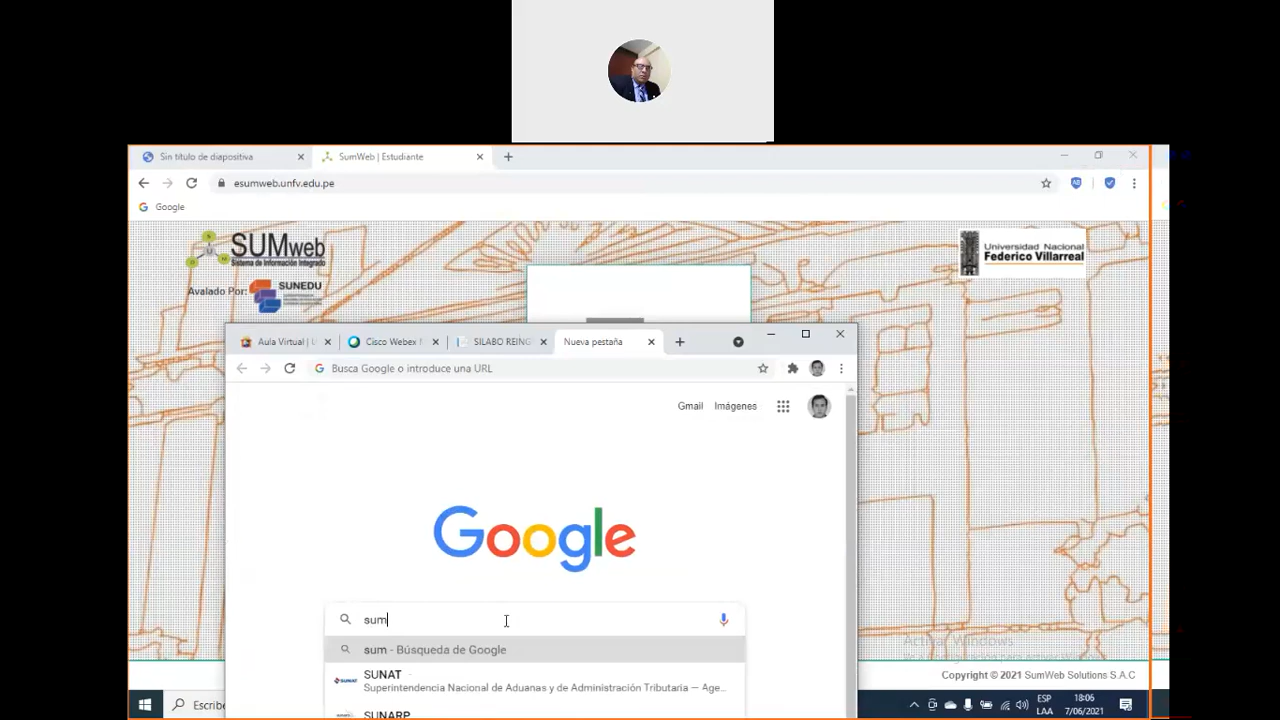 Sin título de diapositiva
SumWeb | Estudiante
esumweb.unfv.edu.pe
Google
SUMweb
Sistema de Información Integrado
Universidad Nacional
Federico Villarreal
Avalado Por:
SUNEDU
Aula Virtual | U
Cisco Webex M
SILABO REING
Nueva pestaña
Busca Google o introduce una URL
Gmail
Imágenes
Google
sum
sum - Búsqueda de Google
SUNAT -
Superintendencia Nacional de Aduanas y de Administración Tributaria — Age...
SUNARP
Activar Windows
Copyright © 2021 SumWeb Solutions S.A.C
Escribe
ESP
LAA
18:06
7/06/2021